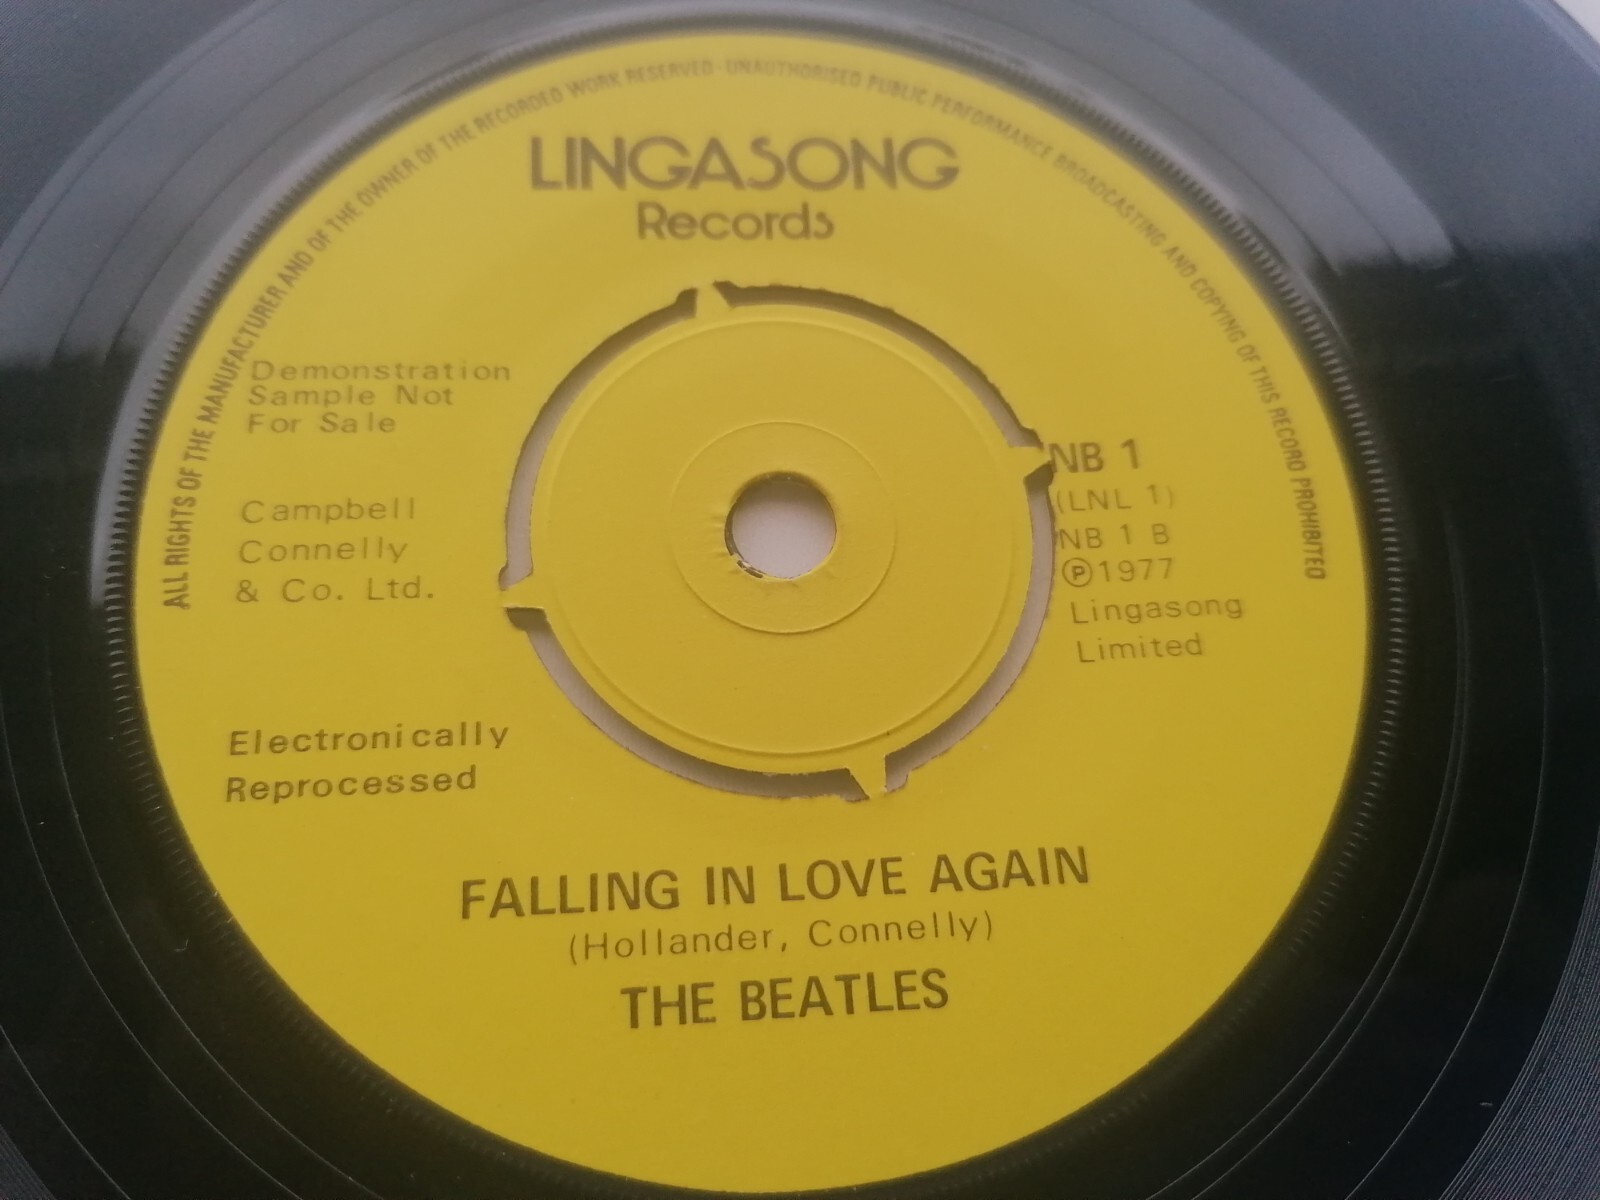 ALL RIGHTS OF THE MANUFACTURER AND OF THE OWNER OF THE RECORDED WORK RESERVED · UNAUTHORISED PUBLIC PERFORMANCE BROADCASTING AND COPYING OF THIS RECORD PROHIBITED
LINGASONG
Records
Demonstration
Sample Not
For Sale
Campbell
Connelly
& Co. Ltd.
NB 1
(LNL 1)
NB 1 B
℗1977
Lingasong
Limited
Electronically
Reprocessed
FALLING IN LOVE AGAIN
(Hollander, Connelly)
THE BEATLES